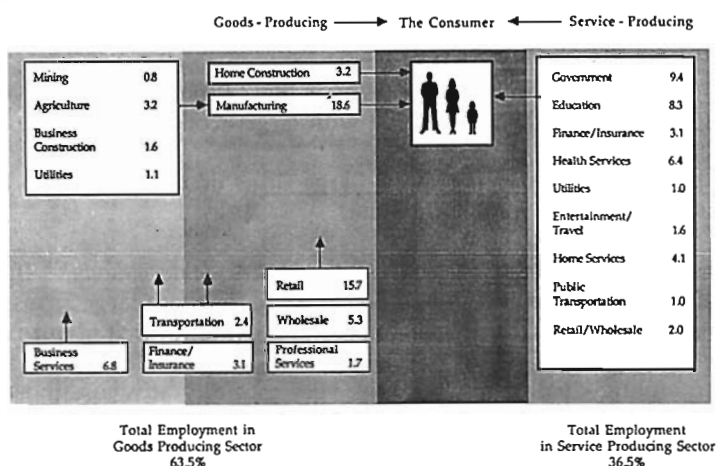 Goods - Producing The Consumer Service - Producing
Mining 0.8
Agriculture 3.2
Business
Construction 1.6
Utilities 1.1
Home Construction 3.2
Manufacturing 18.6
Retail 15.7
Wholesale 5.3
Professional
Services 1.7
Transportation 2.4
Finance/
Insurance 3.1
Business
Services 6.8
Government 9.4
Education 8.3
Finance/Insurance 3.1
Health Services 6.4
Utilities 1.0
Entertainment/
Travel 1.6
Home Services 4.1
Public
Transportation 1.0
Retail/Wholesale 2.0
Total Employment in
Goods Producing Sector
63.5%
Total Employment
in Service Producing Sector
36.5%